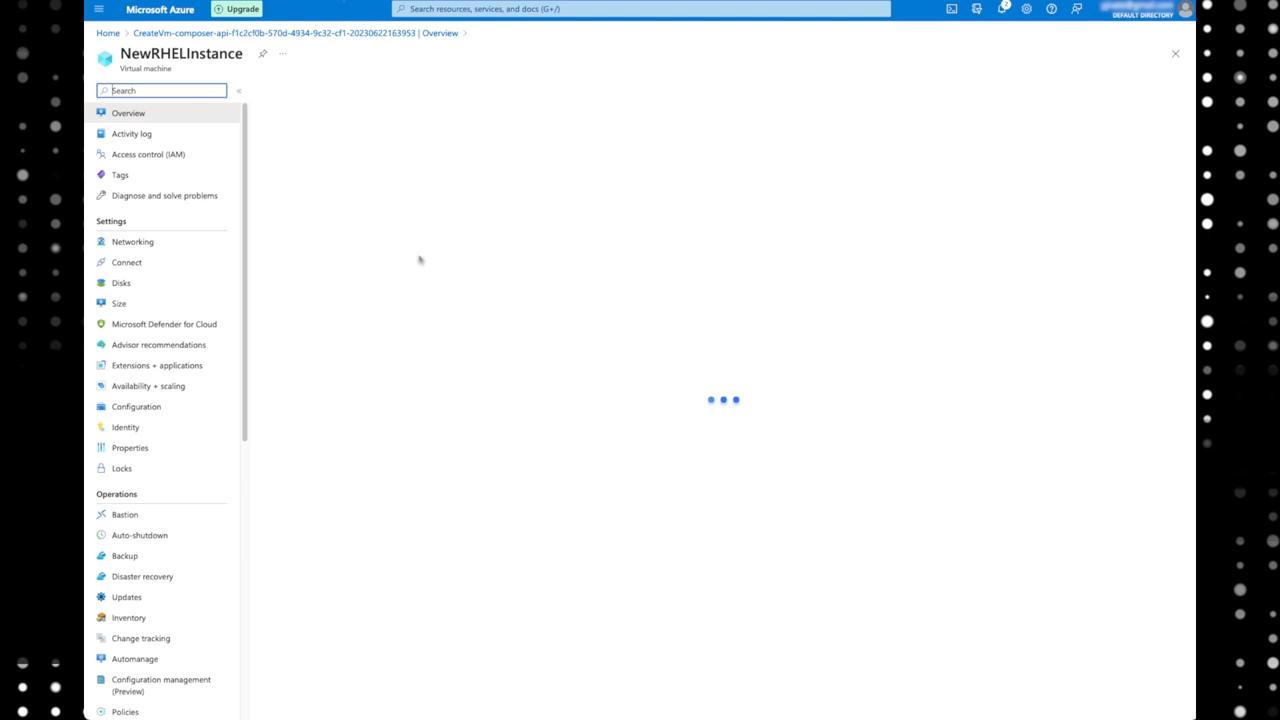 Microsoft Azure
Upgrade
Search resources, services, and docs (G+/)
2
DEFAULT DIRECTORY
Home > CreateVm-composer-api-f1c2cf0b-570d-4934-9c32-cf1-20230622163953 | Overview >
NewRHELInstance
...
Virtual machine
Search
«
Overview
Activity log
Access control (IAM)
Tags
Diagnose and solve problems
Settings
Networking
Connect
Disks
Size
Microsoft Defender for Cloud
Advisor recommendations
Extensions + applications
Availability + scaling
Configuration
Identity
Properties
Locks
Operations
Bastion
Auto-shutdown
Backup
Disaster recovery
Updates
Inventory
Change tracking
Automanage
Configuration management
(Preview)
Policies